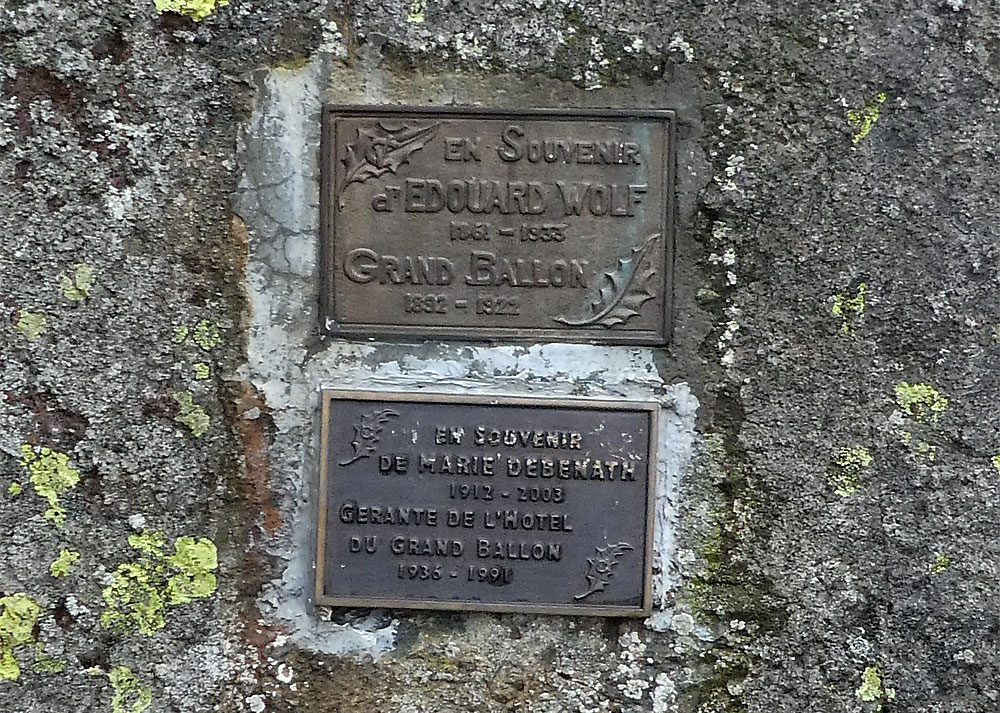 EN SOUVENIR
d'EDOUARD WOLF
1861 - 1933
GRAND BALLON
1892 - 1922
EN SOUVENIR
DE MARIE DEBENATH
1912 - 2003
GERANTE DE L'HOTEL
DU GRAND BALLON
1936 - 1991